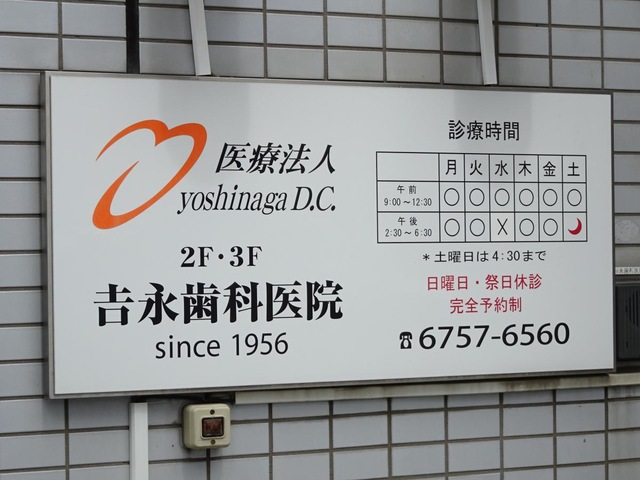 医療法人
yoshinaga D.C.
2F・3F
𠮷永歯科医院
since 1956
診療時間
月 火 水 木 金 土
午前
9:00〜12:30 ○ ○ ○ ○ ○ ○
午後
2:30〜6:30 ○ ○ × ○ ○
*土曜日は4:30まで
日曜日・祭日休診
完全予約制
☎6757-6560